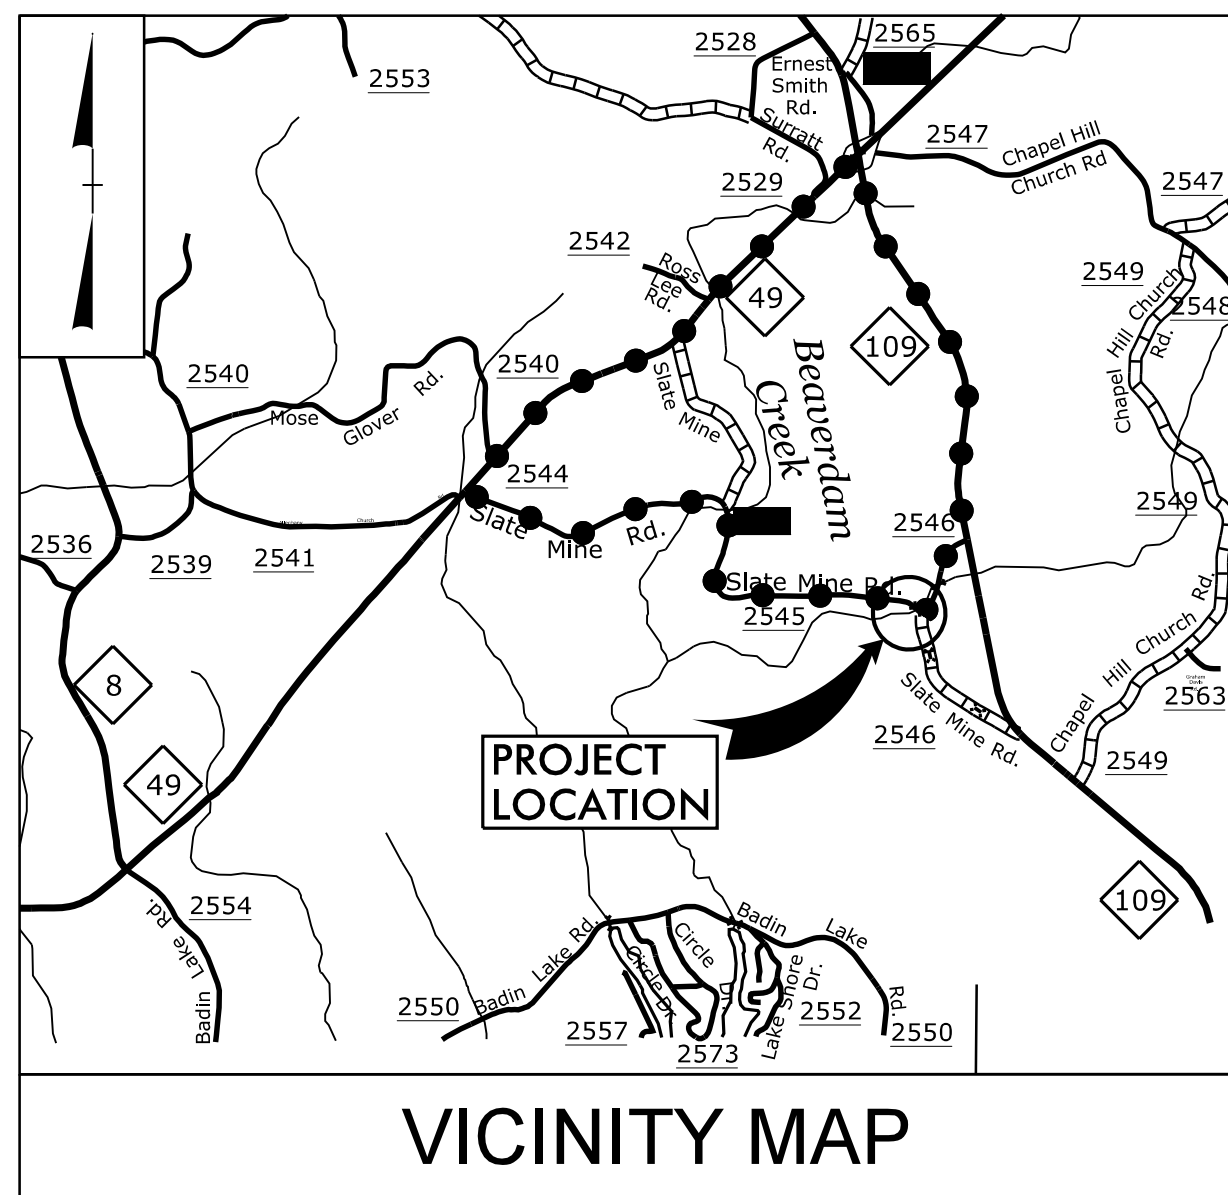 2553
2528
2565
Ernest
Smith
Rd.
Surratt
Rd.
2547
Chapel Hill
Church Rd
2547
2529
2542
Ross
Lee
Rd.
49
109
2549
2548
Chapel Hill Church
Rd.
2540
2540
Mose
Glover
Rd.
Slate
Mine
Beaverdam
Creek
2544
Church
Slate
Mine
Rd.
2549
2546
2536
2539
2541
Slate Mine Rd.
2545
8
49
Slate Mine Rd.
2546
Chapel Hill Church Rd.
Graham
Davis
2563
2549
PROJECT
LOCATION
109
2554
Badin Lake Rd.
Badin Lake Rd.
2550
Circle Dr.
Circle
Dr.
Badin
Lake
Rd.
Lake Shore
Dr.
2557
2573
2552
2550
VICINITY MAP